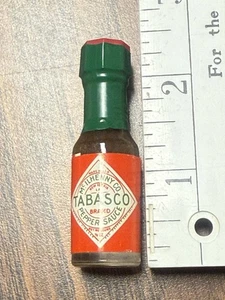 McILHENNY CO.
TABASCO
BRAND
PEPPER SAUCE
1
2
For the